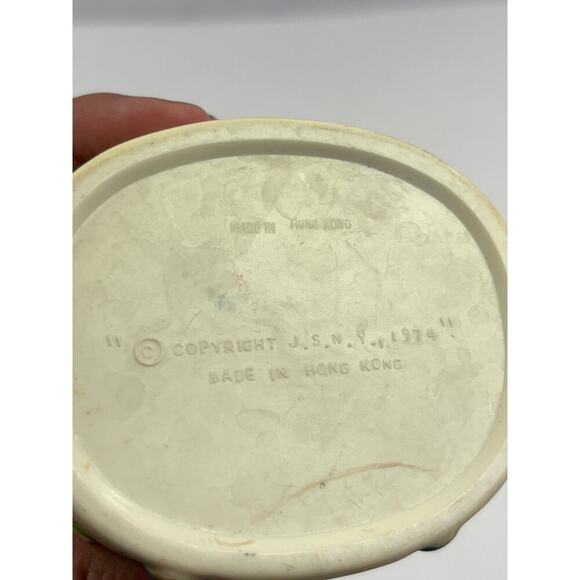 MADE IN HONG KONG
" © COPYRIGHT J.S.N.Y., 1974 "
MADE IN HONG KONG